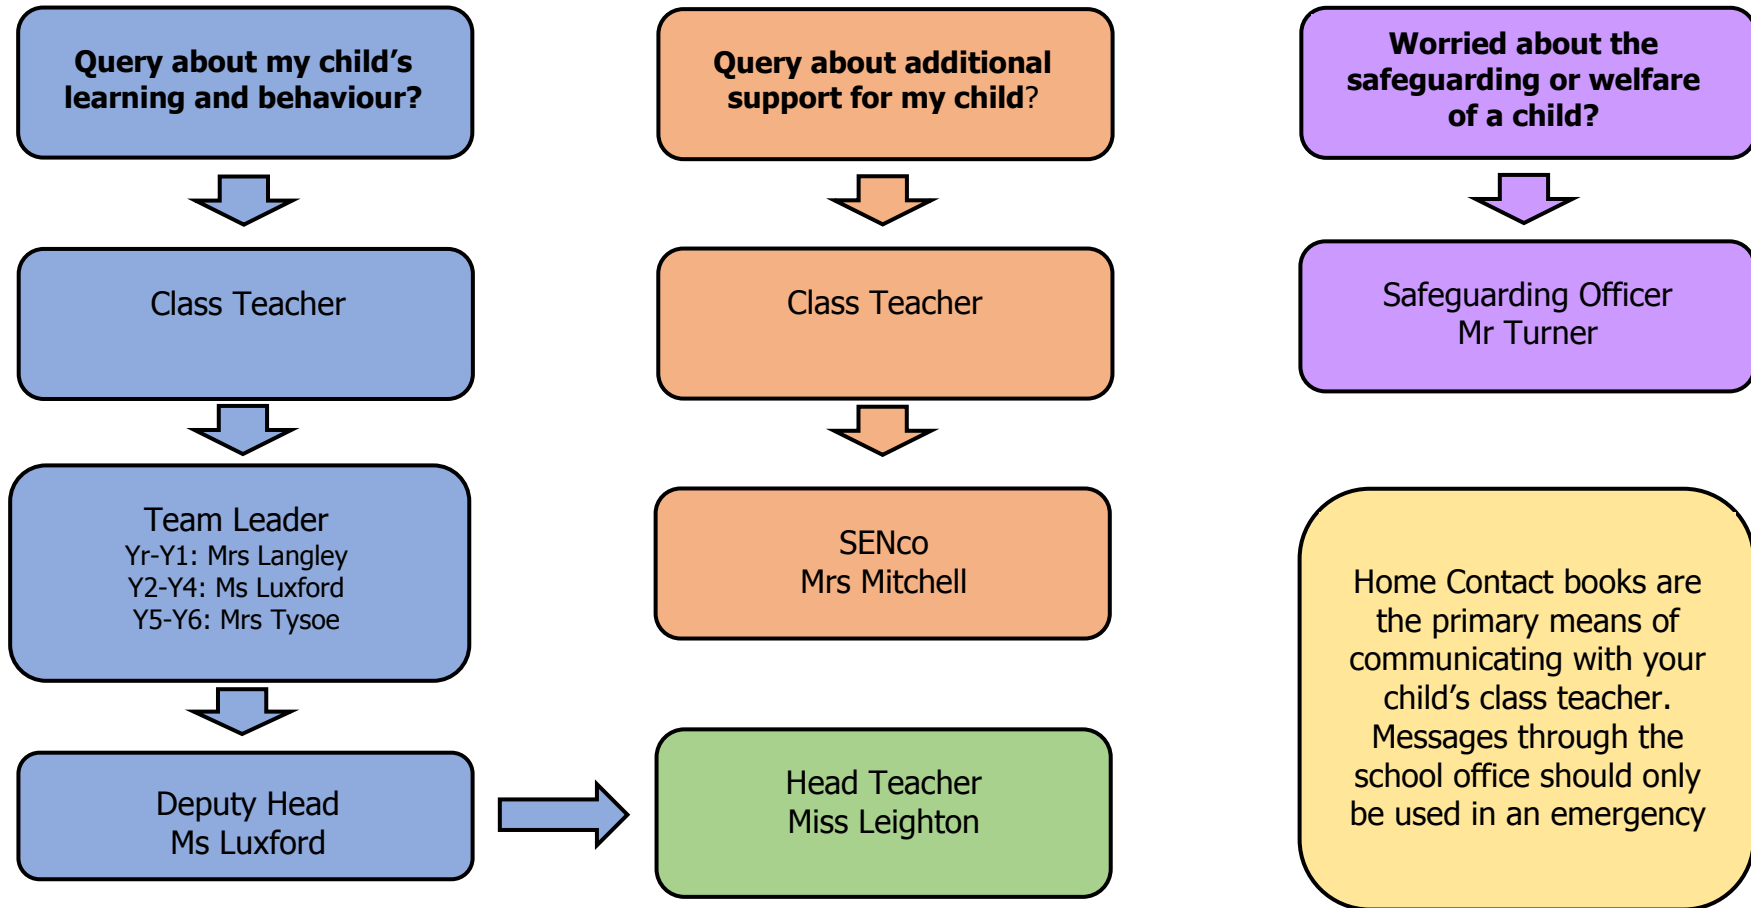 Query about my child’s
learning and behaviour?
Class Teacher
Team Leader
Yr-Y1: Mrs Langley
Y2-Y4: Ms Luxford
Y5-Y6: Mrs Tysoe
Deputy Head
Ms Luxford
Query about additional
support for my child?
Class Teacher
SENco
Mrs Mitchell
Head Teacher
Miss Leighton
Worried about the
safeguarding or welfare
of a child?
Safeguarding Officer
Mr Turner
Home Contact books are
the primary means of
communicating with your
child’s class teacher.
Messages through the
school office should only
be used in an emergency